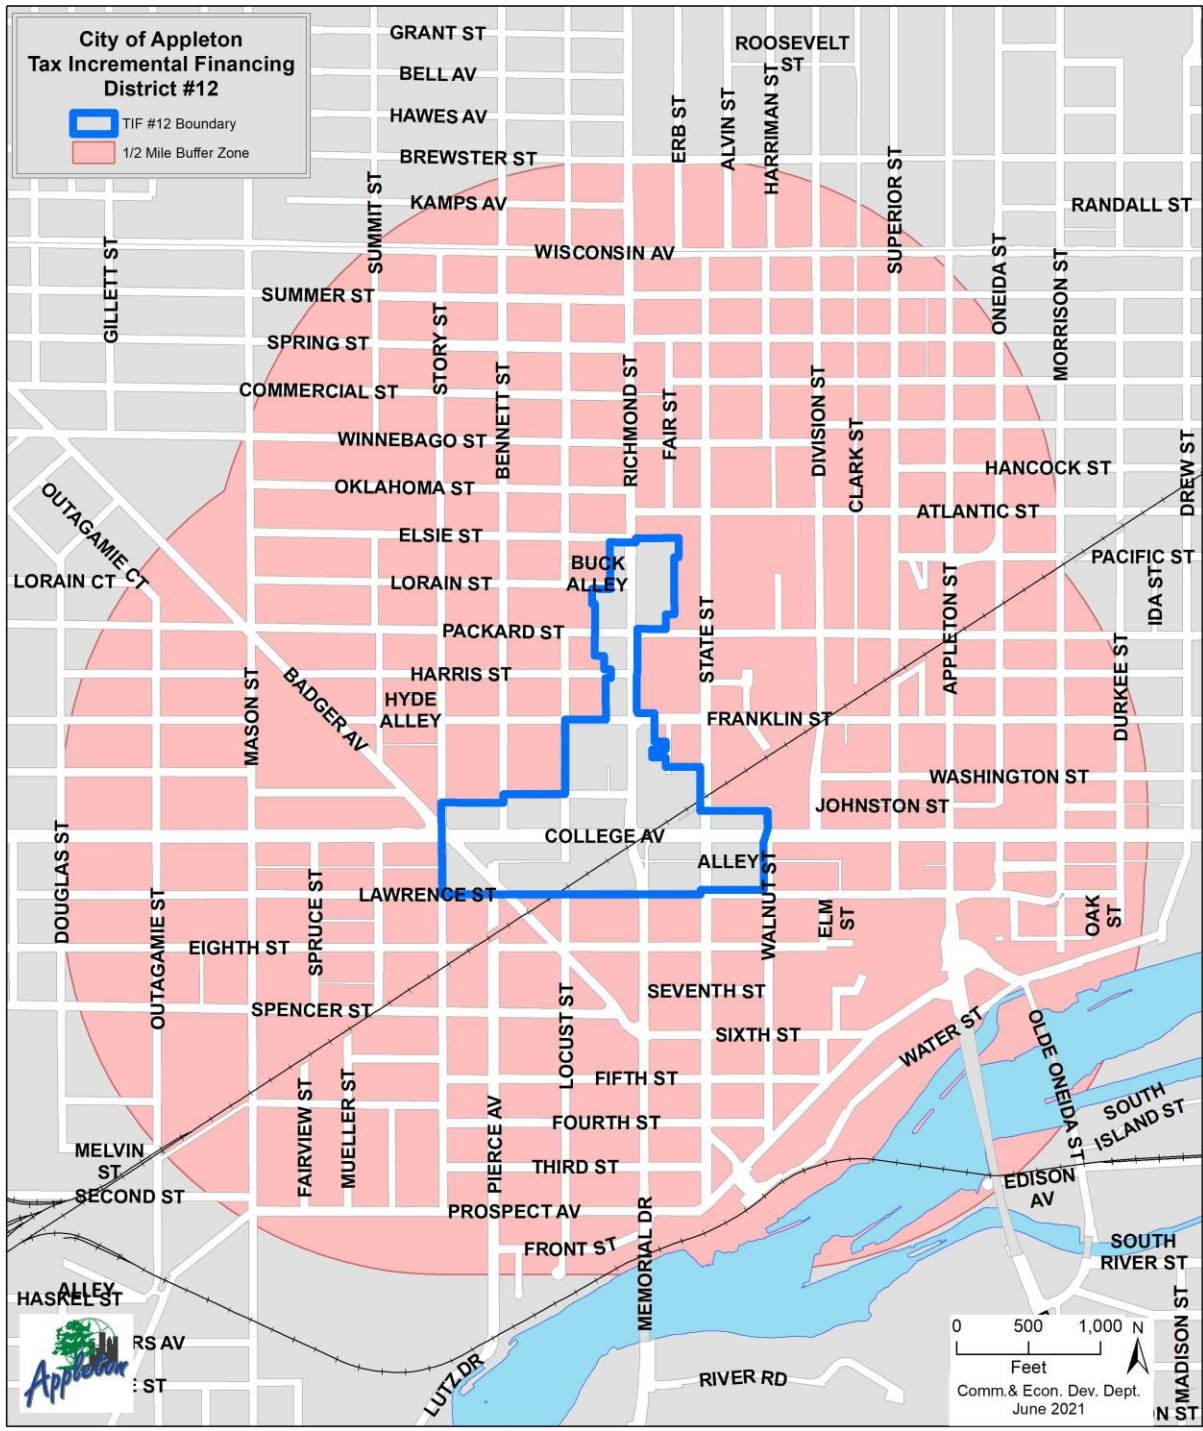 City of Appleton
Tax Incremental Financing
District #12
TIF #12 Boundary
1/2 Mile Buffer Zone
GRANT ST
BELL AV
HAWES AV
BREWSTER ST
KAMPS AV
ROOSEVELT
ST
ERB ST
ALVIN ST
HARRIMAN ST
SUPERIOR ST
RANDALL ST
SUMMIT ST
GILLETT ST
WISCONSIN AV
ONEIDA ST
MORRISON ST
SUMMER ST
STORY ST
SPRING ST
COMMERCIAL ST
BENNETT ST
RICHMOND ST
FAIR ST
DIVISION ST
CLARK ST
WINNEBAGO ST
HANCOCK ST
DREW ST
OKLAHOMA ST
OUTAGAMIE CT
ATLANTIC ST
ELSIE ST
BUCK
ALLEY
PACIFIC ST
LORAIN CT
LORAIN ST
STATE ST
APPLETON ST
IDA ST
PACKARD ST
DURKEE ST
HARRIS ST
MASON ST
BADGER AV
HYDE
ALLEY
FRANKLIN ST
WASHINGTON ST
JOHNSTON ST
COLLEGE AV
ALLEY
DOUGLAS ST
LAWRENCE ST
OUTAGAMIE ST
SPRUCE ST
WALNUT ST
ELM
ST
OAK
ST
EIGHTH ST
SEVENTH ST
SPENCER ST
LOCUST ST
SIXTH ST
WATER ST
OLDE ONEIDA ST
FIFTH ST
FAIRVIEW ST
MUELLER ST
PIERCE AV
FOURTH ST
SOUTH
ISLAND ST
MELVIN
ST
THIRD ST
SECOND ST
EDISON
AV
PROSPECT AV
MEMORIAL DR
FRONT ST
SOUTH
RIVER ST
ALLEY
HASKEL ST
RS AV
Appleton
E ST
LUTZ DR
RIVER RD
MADISON ST
N ST
0 500 1,000 N
Feet
Comm.& Econ. Dev. Dept.
June 2021